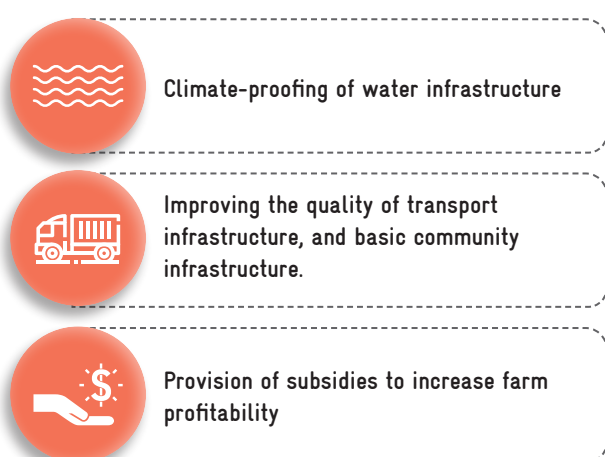 Climate-proofing of water infrastructure
Improving the quality of transport
infrastructure, and basic community
infrastructure.
$
Provision of subsidies to increase farm
profitability